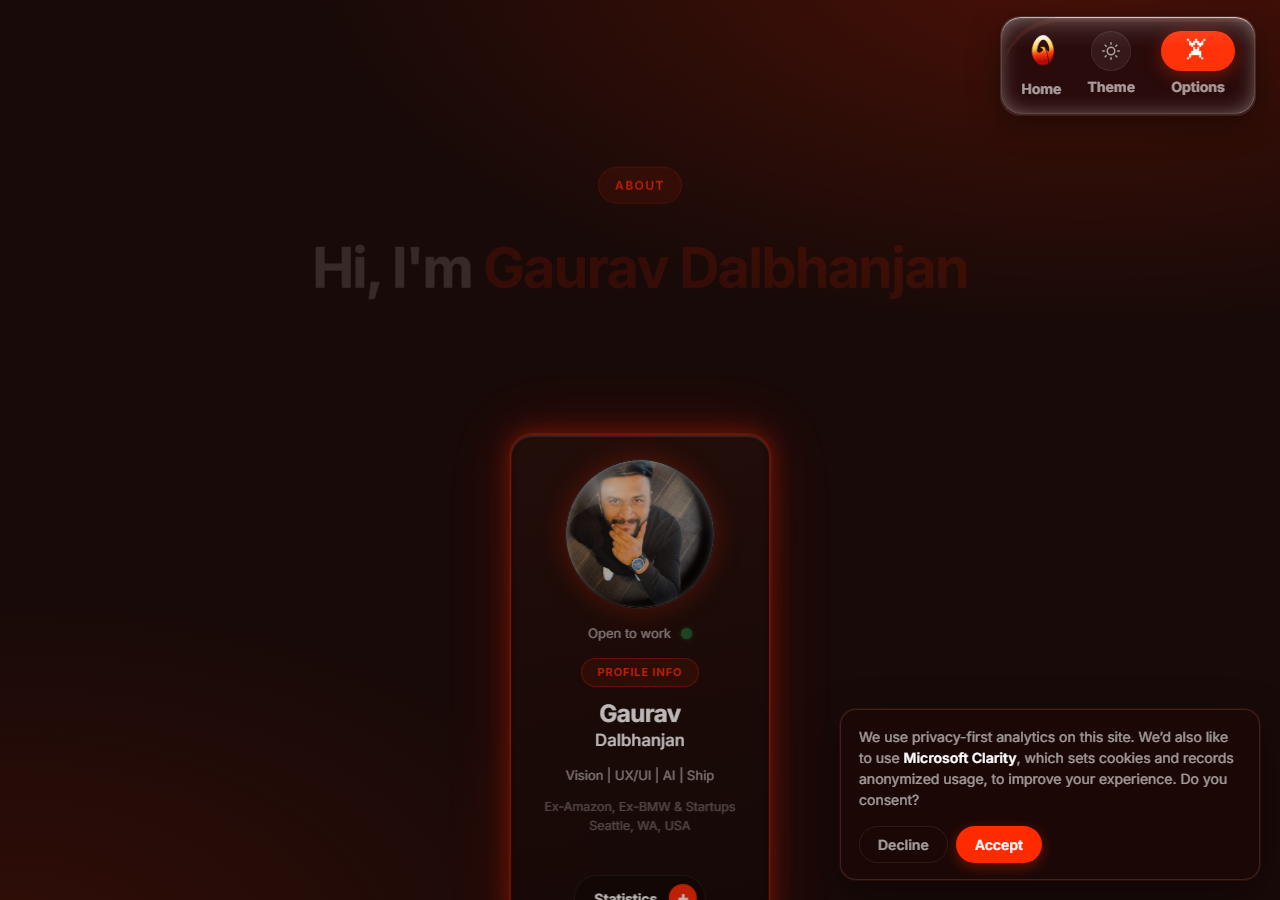 Home
Theme
Options
ABOUT
Hi, I'm Gaurav Dalbhanjan
Open to work
PROFILE INFO
Gaurav
Dalbhanjan
Vision | UX/UI | AI | Ship
Ex-Amazon, Ex-BMW & Startups
Seattle, WA, USA
Statistics
We use privacy-first analytics on this site. We’d also like
to use Microsoft Clarity, which sets cookies and records
anonymized usage, to improve your experience. Do you
consent?
Decline
Accept